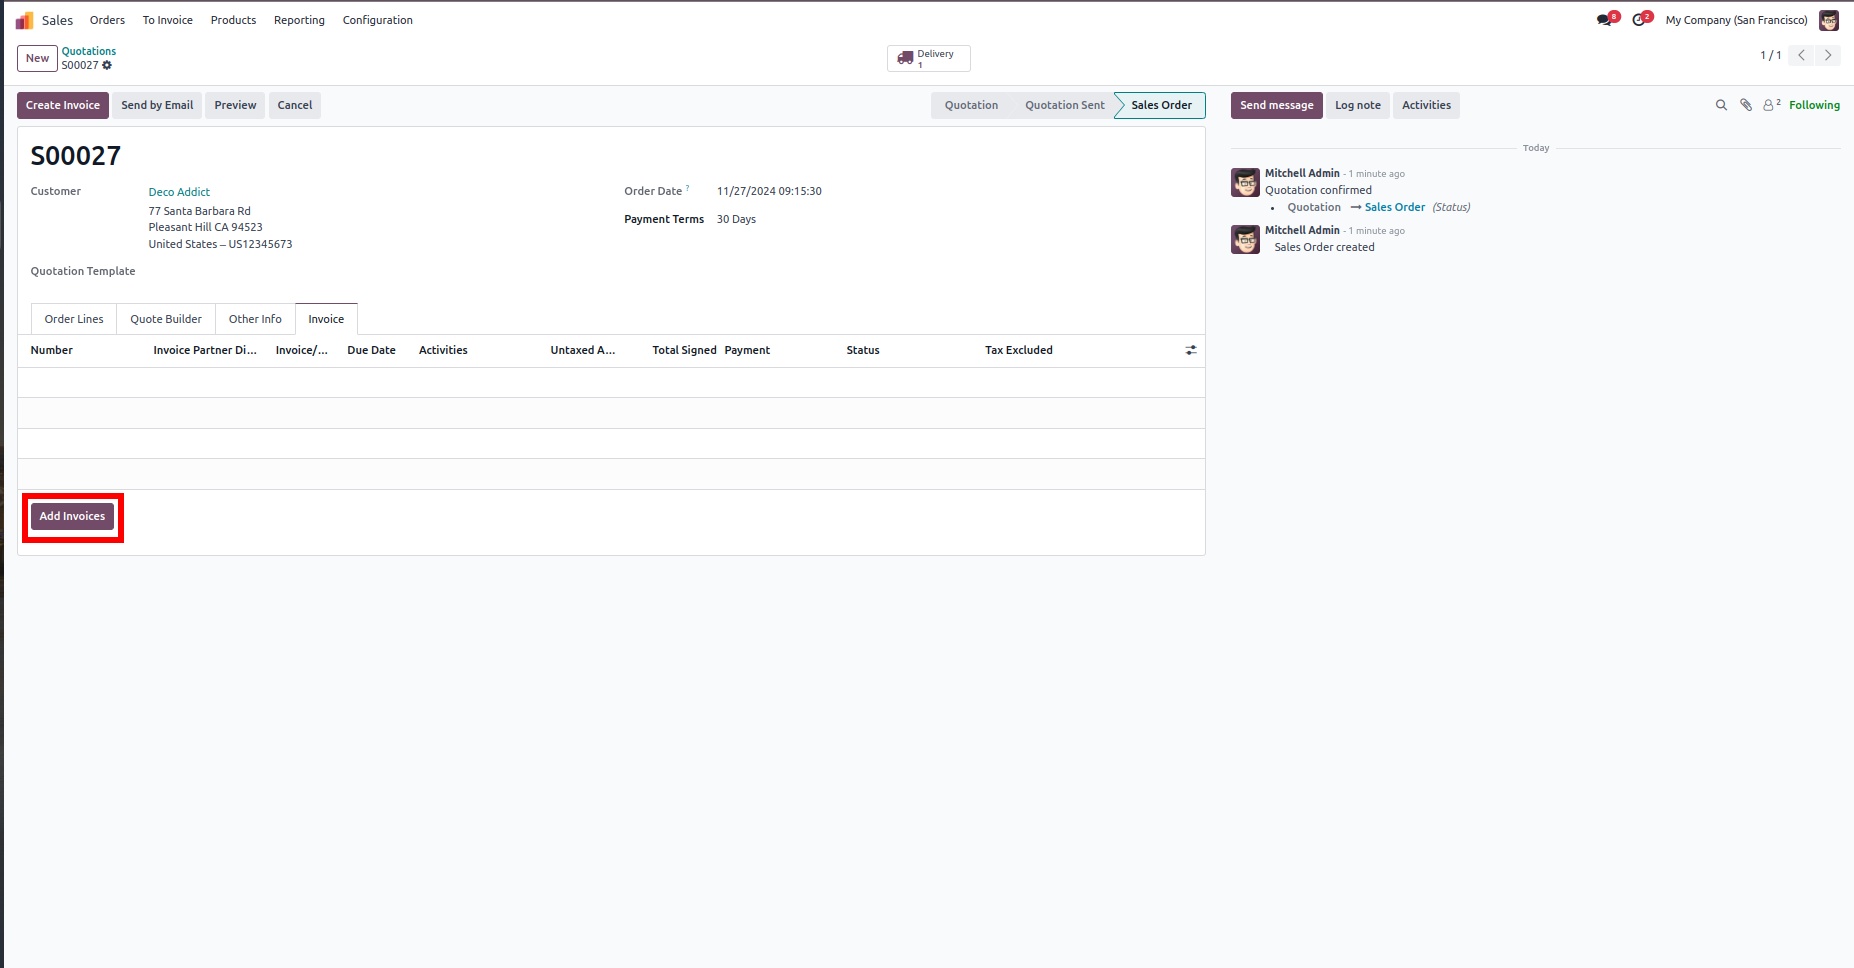 Sales Orders To Invoice Products Reporting Configuration 8 2 My Company (San Francisco)
New Quotations
S00027
Delivery
1
1 / 1
Create Invoice Send by Email Preview Cancel Quotation Quotation Sent Sales Order Send message Log note Activities 2 Following
S00027
Customer Deco Addict
77 Santa Barbara Rd
Pleasant Hill CA 94523
United States – US12345673
Order Date ? 11/27/2024 09:15:30
Payment Terms 30 Days
Quotation Template
Order Lines Quote Builder Other Info Invoice
Number Invoice Partner Di... Invoice/... Due Date Activities Untaxed A... Total Signed Payment Status Tax Excluded
Add Invoices
Today
Mitchell Admin - 1 minute ago
Quotation confirmed
• Quotation → Sales Order (Status)
Mitchell Admin - 1 minute ago
Sales Order created